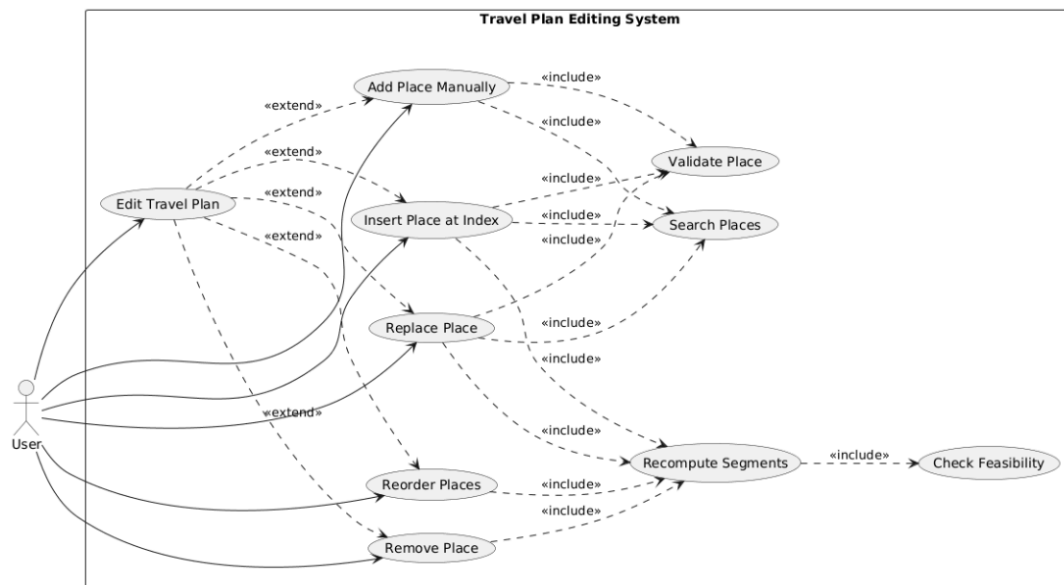 Travel Plan Editing System
Add Place Manually
«include»
«extend»
«include»
«extend»
Validate Place
«include»
«extend»
Edit Travel Plan
Insert Place at Index
«include»
Search Places
«extend»
«include»
Replace Place
«include»
«include»
«extend»
«include»
User
Recompute Segments
«include»
Check Feasibility
Reorder Places
«include»
«include»
Remove Place